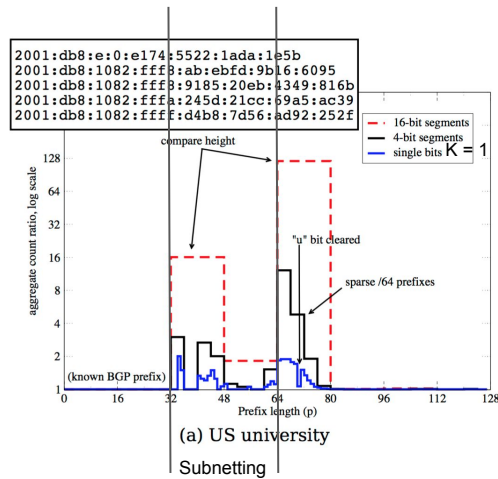 2001:db8:e:0:e174:5522:1ada:1e5b
2001:db8:1082:fff3:ab:ebfd:9b16:6095
2001:db8:1082:fff3:9185:20eb:4349:816b
2001:db8:1082:fffa:245d:21cc:69a5:ac39
2001:db8:1082:ffff:d4b8:7d56:ad92:252f
compare height
16-bit segments
4-bit segments
single bits
K = 1
"u" bit cleared
sparse /64 prefixes
(known BGP prefix)
aggregate count ratio, log scale
128
64
32
16
8
4
2
1
0
16
32
48
64
80
96
112
128
Prefix length (p)
(a) US university
Subnetting